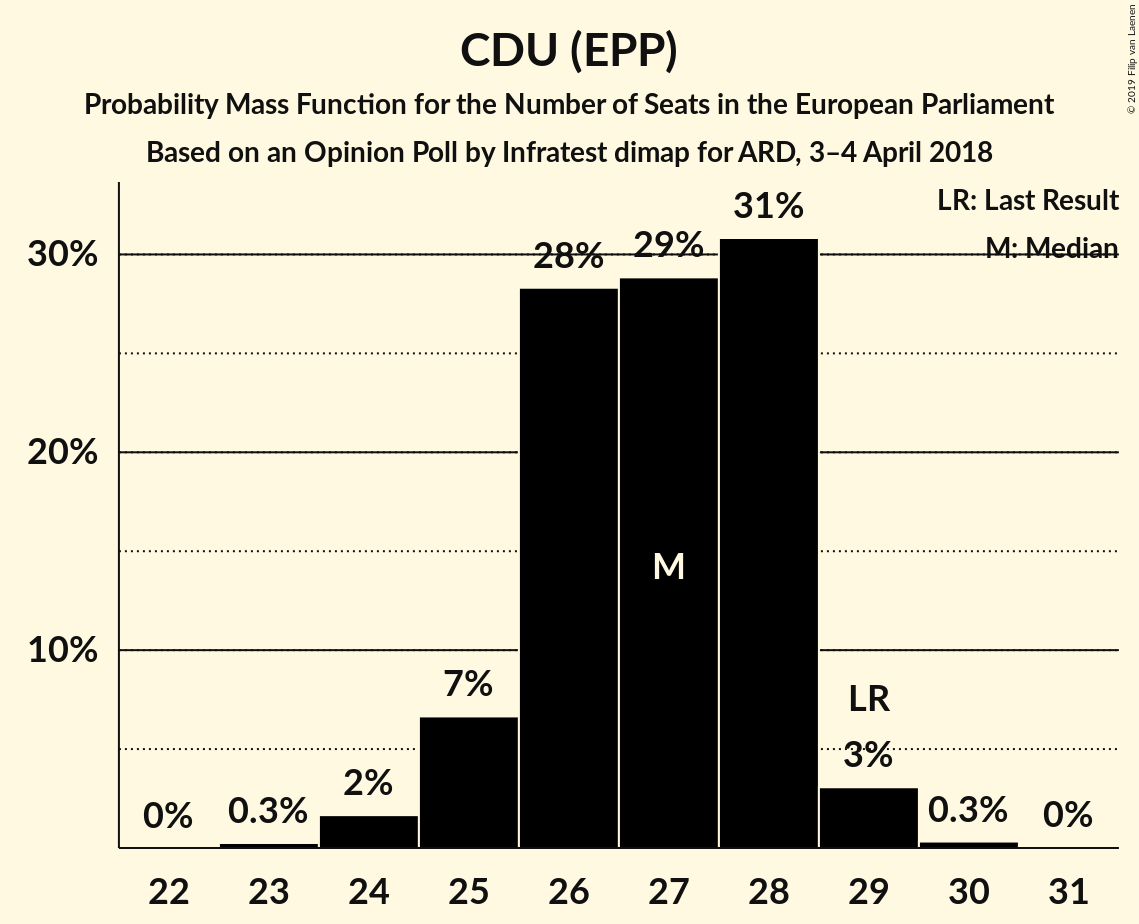 CDU (EPP)
Probability Mass Function for the Number of Seats in the European Parliament
Based on an Opinion Poll by Infratest dimap for ARD, 3–4 April 2018
© 2019 Filip van Laenen
LR: Last Result
M: Median
30%
20%
10%
0%
0.3%
2%
7%
28%
29%
31%
3%
0.3%
0%
M
LR
22
23
24
25
26
27
28
29
30
31